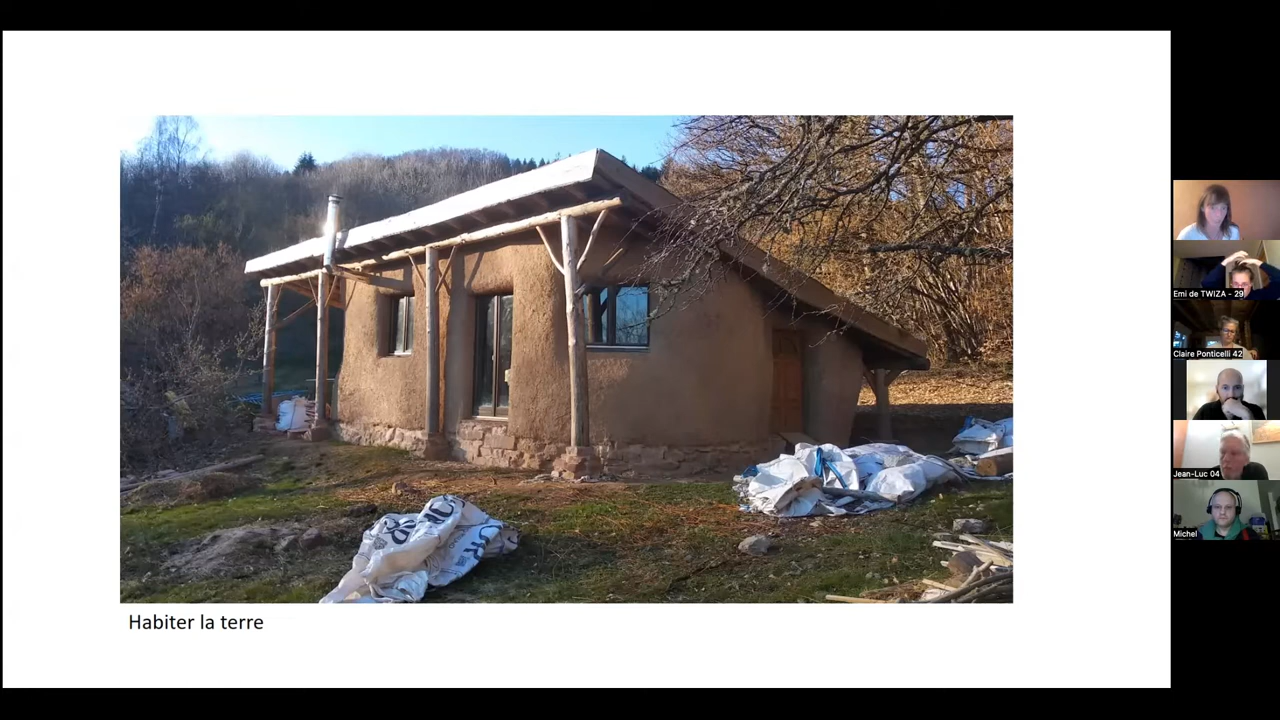 Habiter la terre
Emi de TWIZA - 29
Claire Ponticelli 42
Jean-Luc 04
Michel